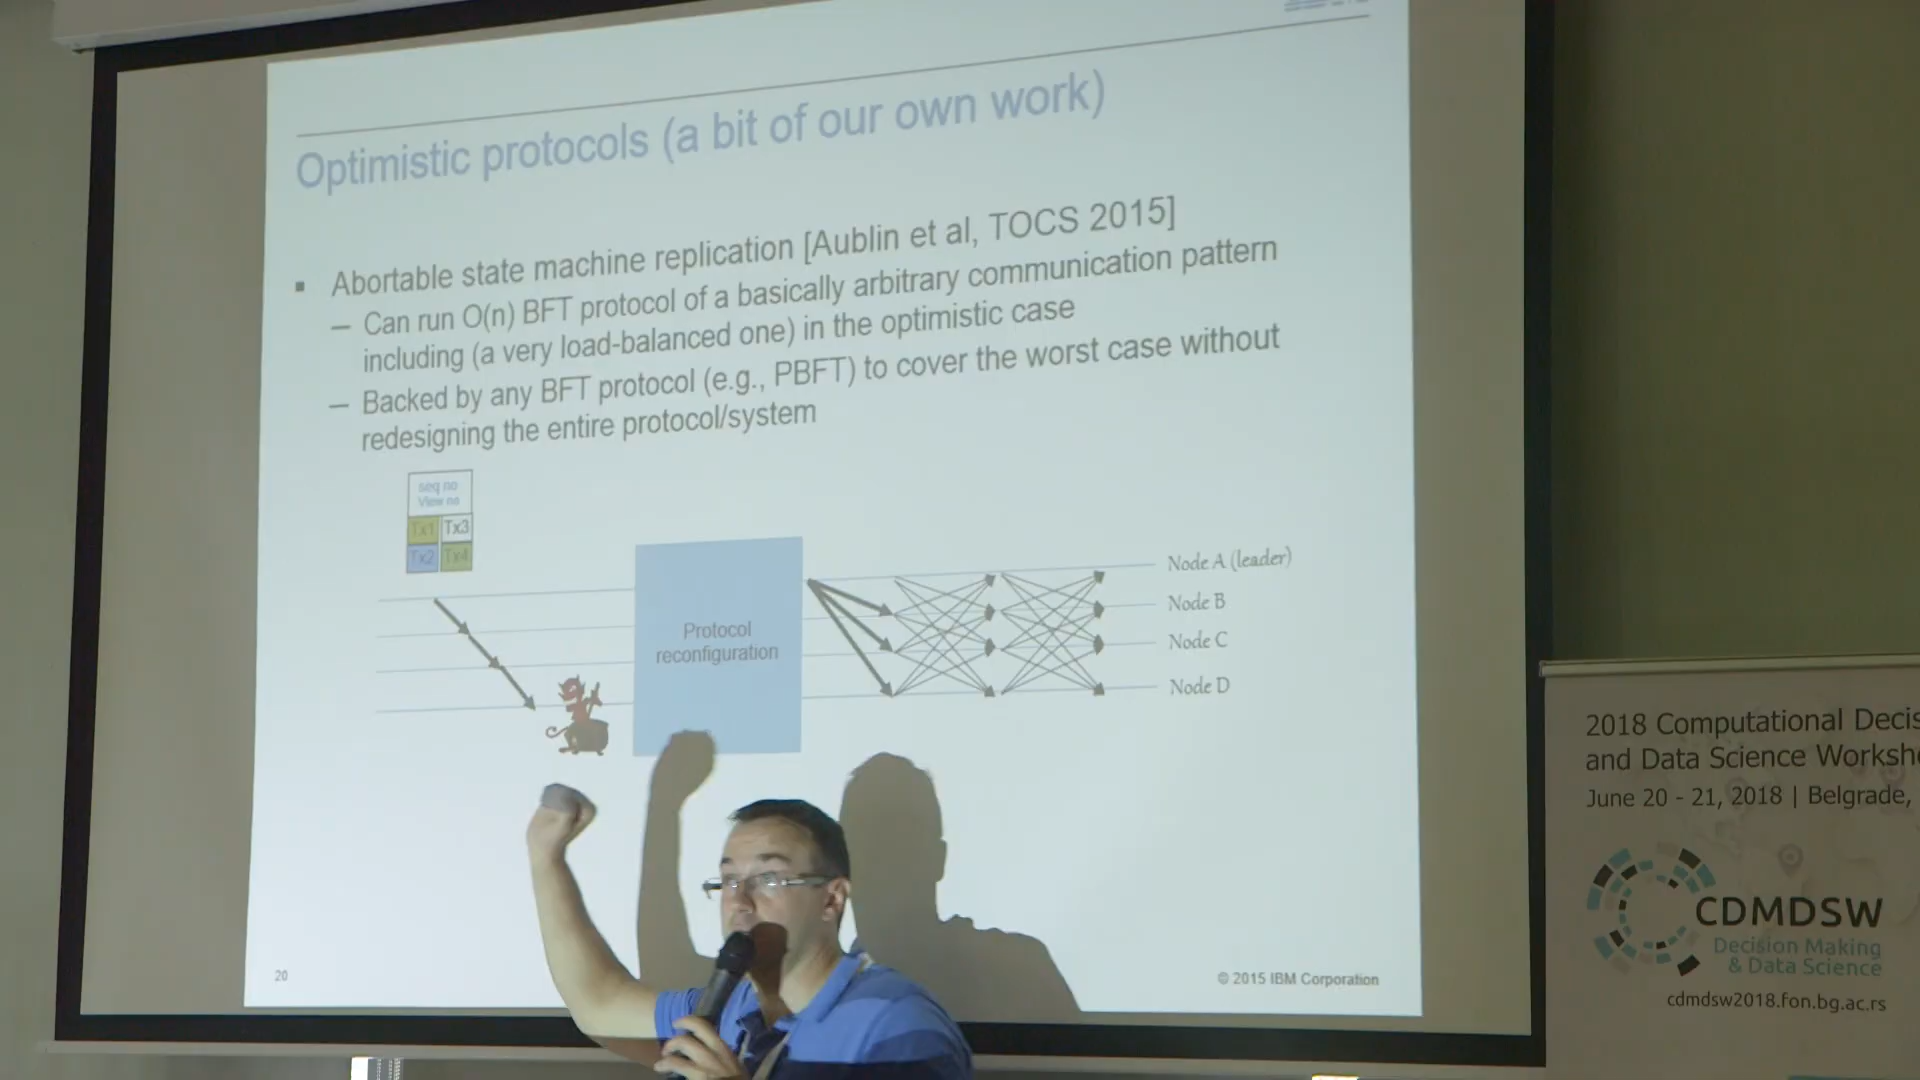 Optimistic protocols (a bit of our own work)
Abortable state machine replication [Aublin et al, TOCS 2015]
– Can run O(n) BFT protocol of a basically arbitrary communication pattern
including (a very load-balanced one) in the optimistic case
– Backed by any BFT protocol (e.g., PBFT) to cover the worst case without
redesigning the entire protocol/system
seq no
View no
Tx1 Tx3
Tx2 Tx4
Protocol
reconfiguration
Node A (leader)
Node B
Node C
Node D
20
© 2015 IBM Corporation
2018 Computational Decis
and Data Science Worksh
June 20 - 21, 2018 | Belgrade,
CDMDSW
Decision Making
& Data Science
cdmdsw2018.fon.bg.ac.rs